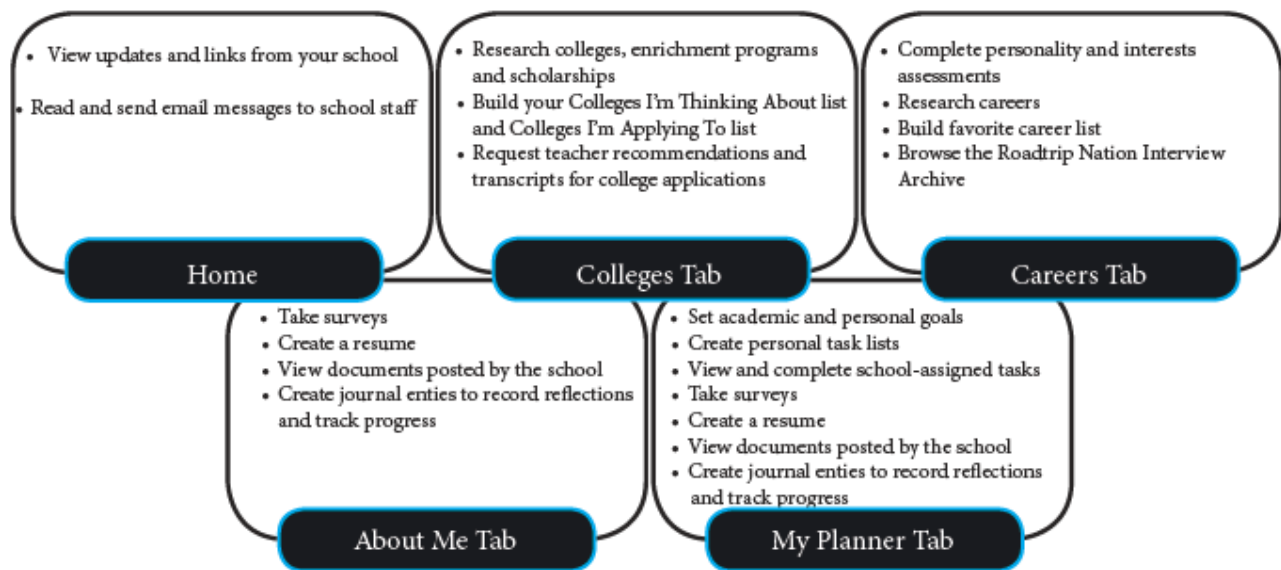 • View updates and links from your school
• Read and send email messages to school staff
Home
• Research colleges, enrichment programs
and scholarships
• Build your Colleges I'm Thinking About list
and Colleges I'm Applying To list
• Request teacher recommendations and
transcripts for college applications
Colleges Tab
• Complete personality and interests
assessments
• Research careers
• Build favorite career list
• Browse the Roadtrip Nation Interview
Archive
Careers Tab
• Take surveys
• Create a resume
• View documents posted by the school
• Create journal enties to record reflections
and track progress
About Me Tab
• Set academic and personal goals
• Create personal task lists
• View and complete school-assigned tasks
• Take surveys
• Create a resume
• View documents posted by the school
• Create journal enties to record reflections
and track progress
My Planner Tab